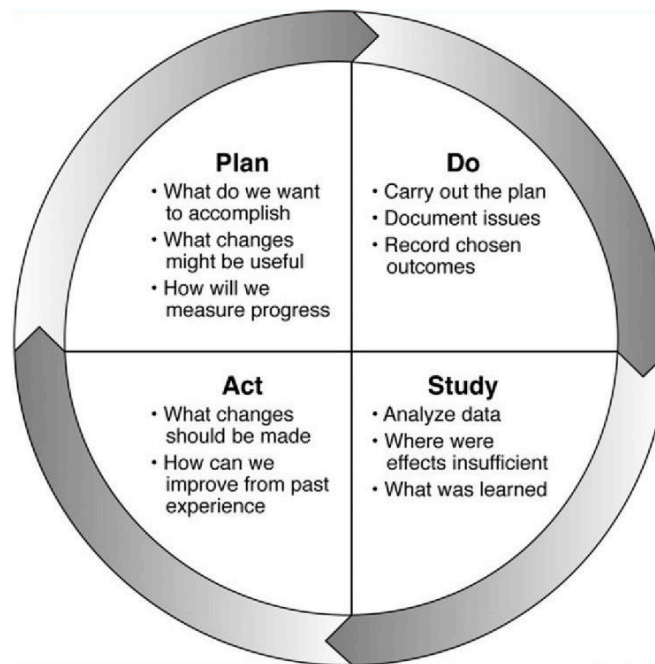 Plan
• What do we want
to accomplish
• What changes
might be useful
• How will we
measure progress
Do
• Carry out the plan
• Document issues
• Record chosen
outcomes
Act
• What changes
should be made
• How can we
improve from past
experience
Study
• Analyze data
• Where were
effects insufficient
• What was learned